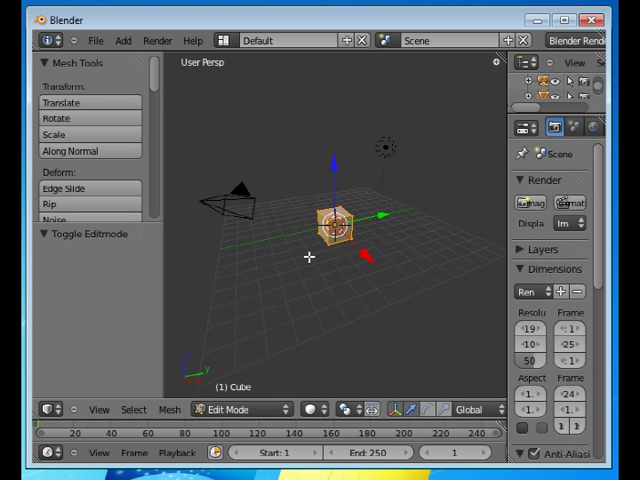 Blender
File Add Render Help Default Scene Blender Rend
Mesh Tools
Transform:
Translate
Rotate
Scale
Along Normal
Deform:
Edge Slide
Rip
Noise
Toggle Editmode
User Persp
(1) Cube
y
View
Scene
Render
Displa Im
Layers
Dimensions
Ren
Resolu Frame
19 : 1
10 25
50 : 1
Aspect Frame
1. 24
1. 1.
Anti-Aliasi
View Select Mesh Edit Mode Global
20 40 60 80 100 120 140 160 180 200 220 240
View Frame Playback Start: 1 End: 250 1